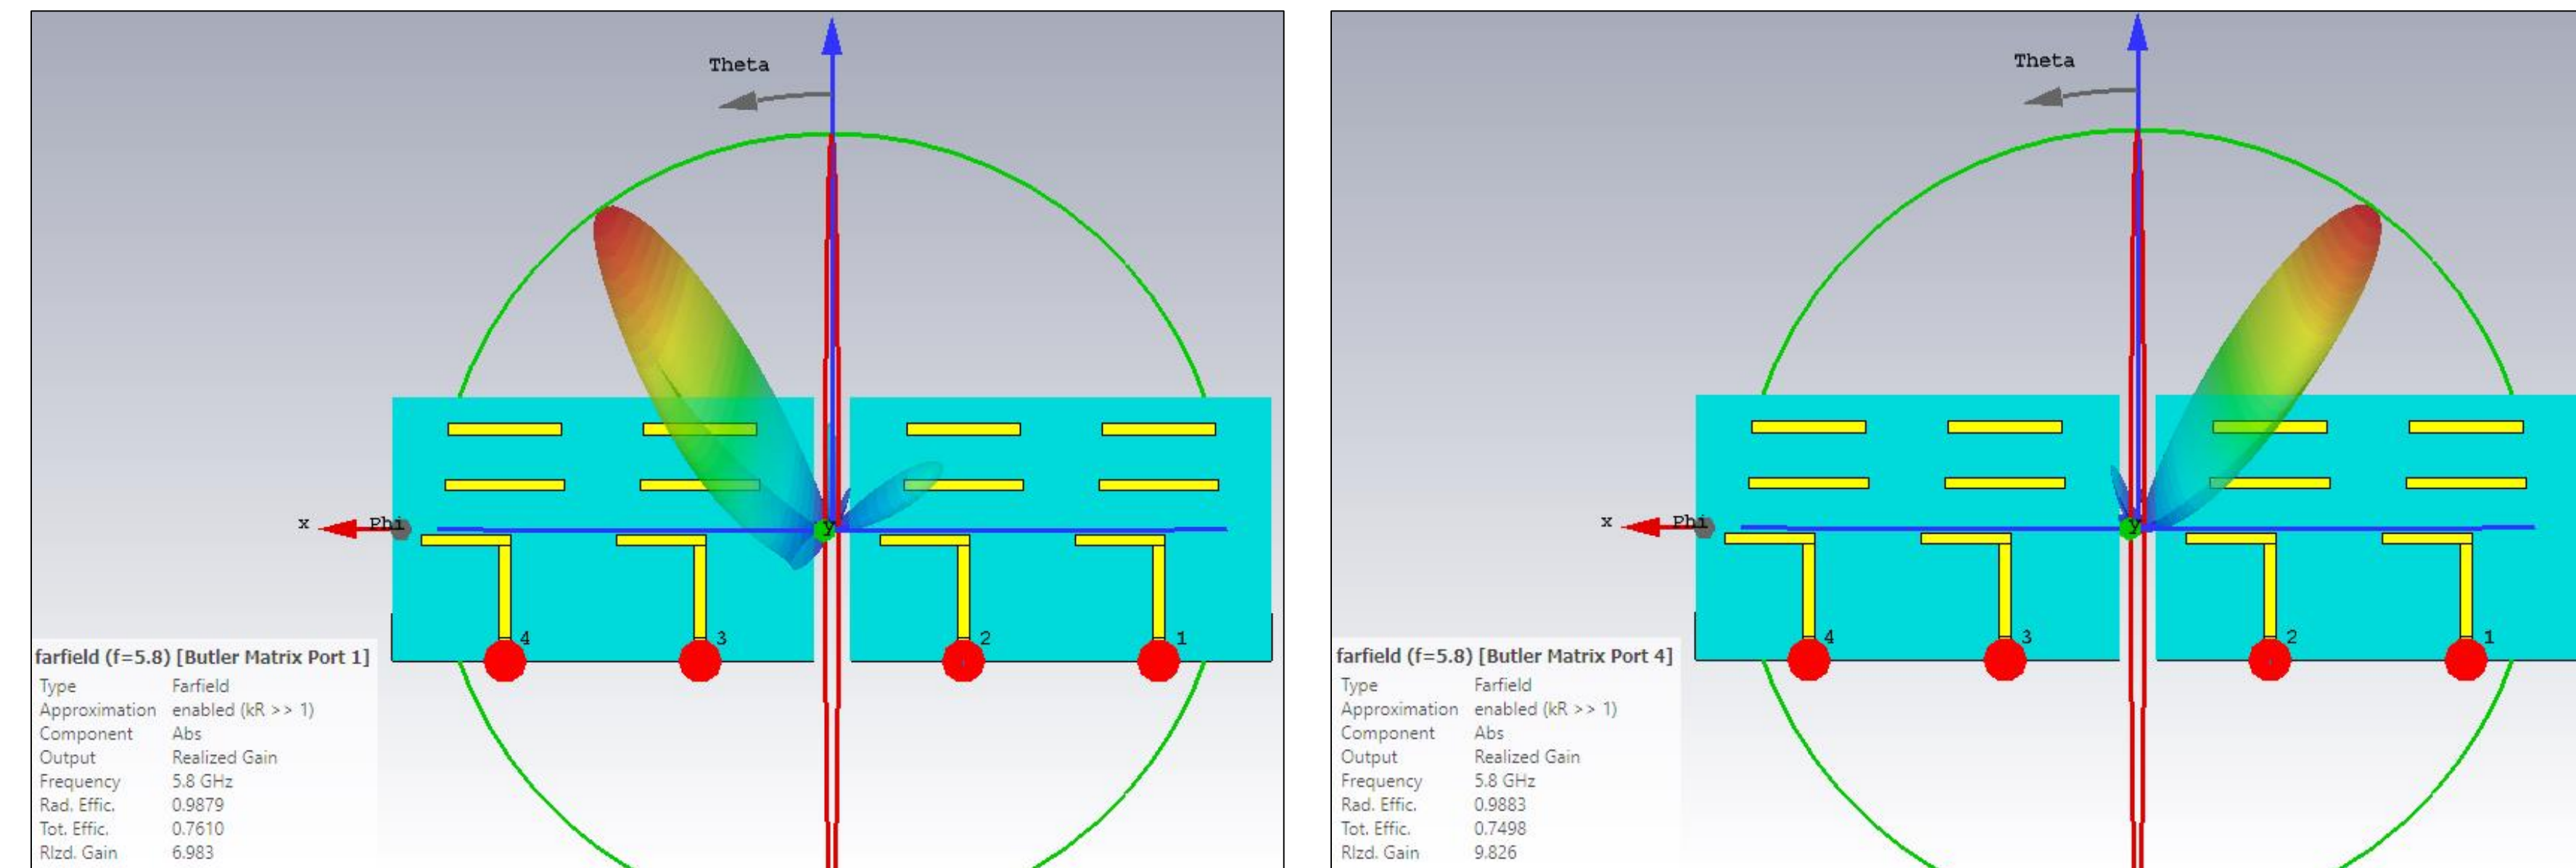 Theta
x
Phi
y
4
3
2
1
farfield (f=5.8) [Butler Matrix Port 1]
Type Farfield
Approximation enabled (kR >> 1)
Component Abs
Output Realized Gain
Frequency 5.8 GHz
Rad. Effic. 0.9879
Tot. Effic. 0.7610
Rlzd. Gain 6.983
Theta
x
Phi
y
4
3
2
1
farfield (f=5.8) [Butler Matrix Port 4]
Type Farfield
Approximation enabled (kR >> 1)
Component Abs
Output Realized Gain
Frequency 5.8 GHz
Rad. Effic. 0.9883
Tot. Effic. 0.7498
Rlzd. Gain 9.826